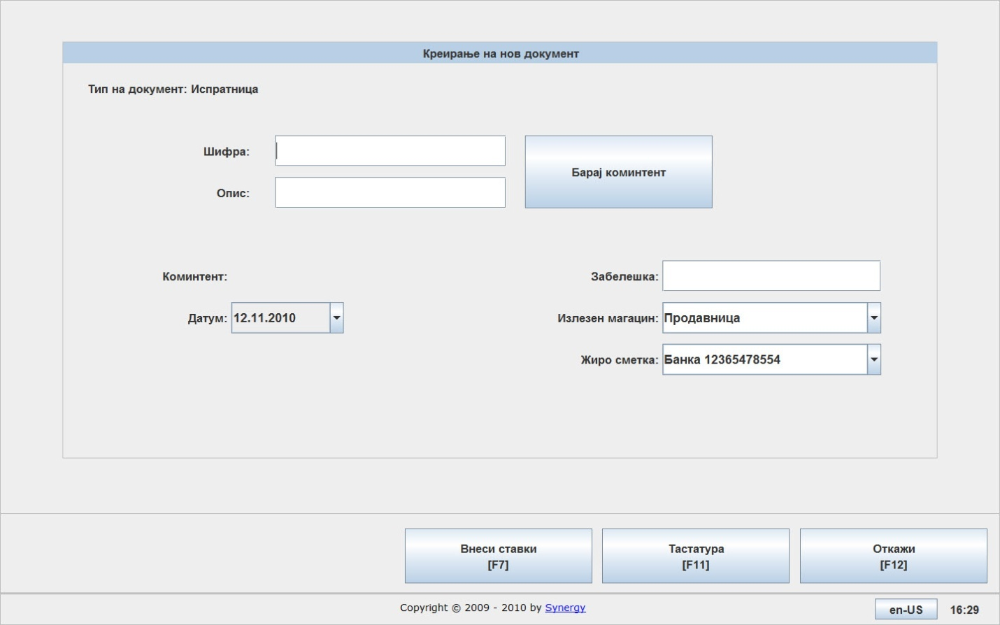 Креирање на нов документ
Тип на документ: Испратница
Шифра:
Барај коминтент
Опис:
Коминтент:
Забелешка:
Датум: 12.11.2010
Излезен магацин: Продавница
Жиро сметка: Банка 12365478554
Внеси ставки
[F7]
Тастатура
[F11]
Откажи
[F12]
Copyright © 2009 - 2010 by Synergy
en-US
16:29